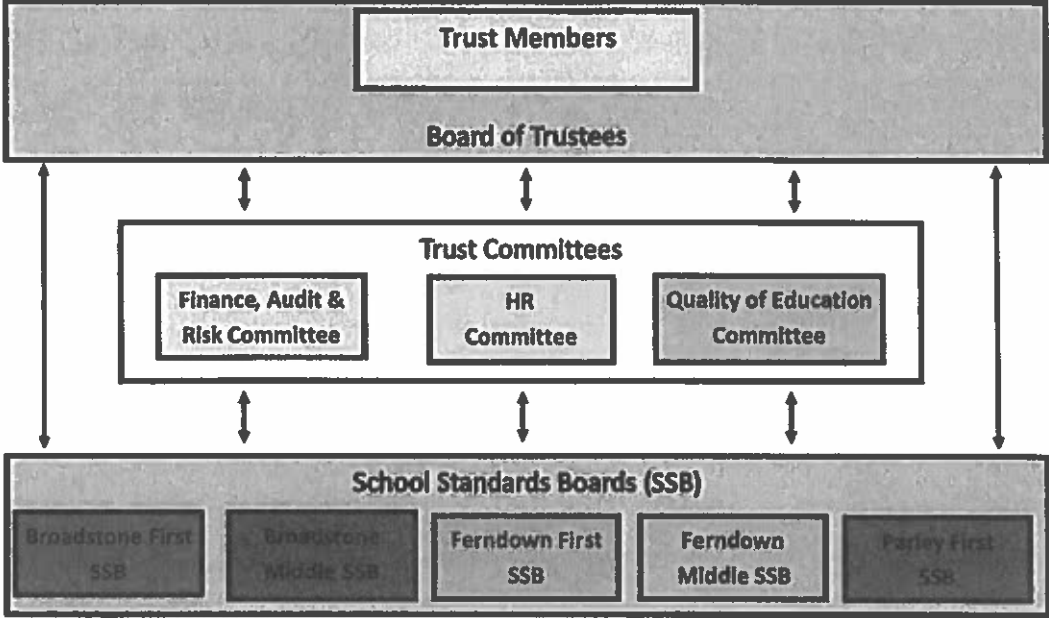 Trust Members
Board of Trustees
Trust Committees
Finance, Audit &
Risk Committee
HR
Committee
Quality of Education
Committee
School Standards Boards (SSB)
Broadstone First
SSB
Broadstone
Middle SSB
Ferndown First
SSB
Ferndown
Middle SSB
Parley First
SSB